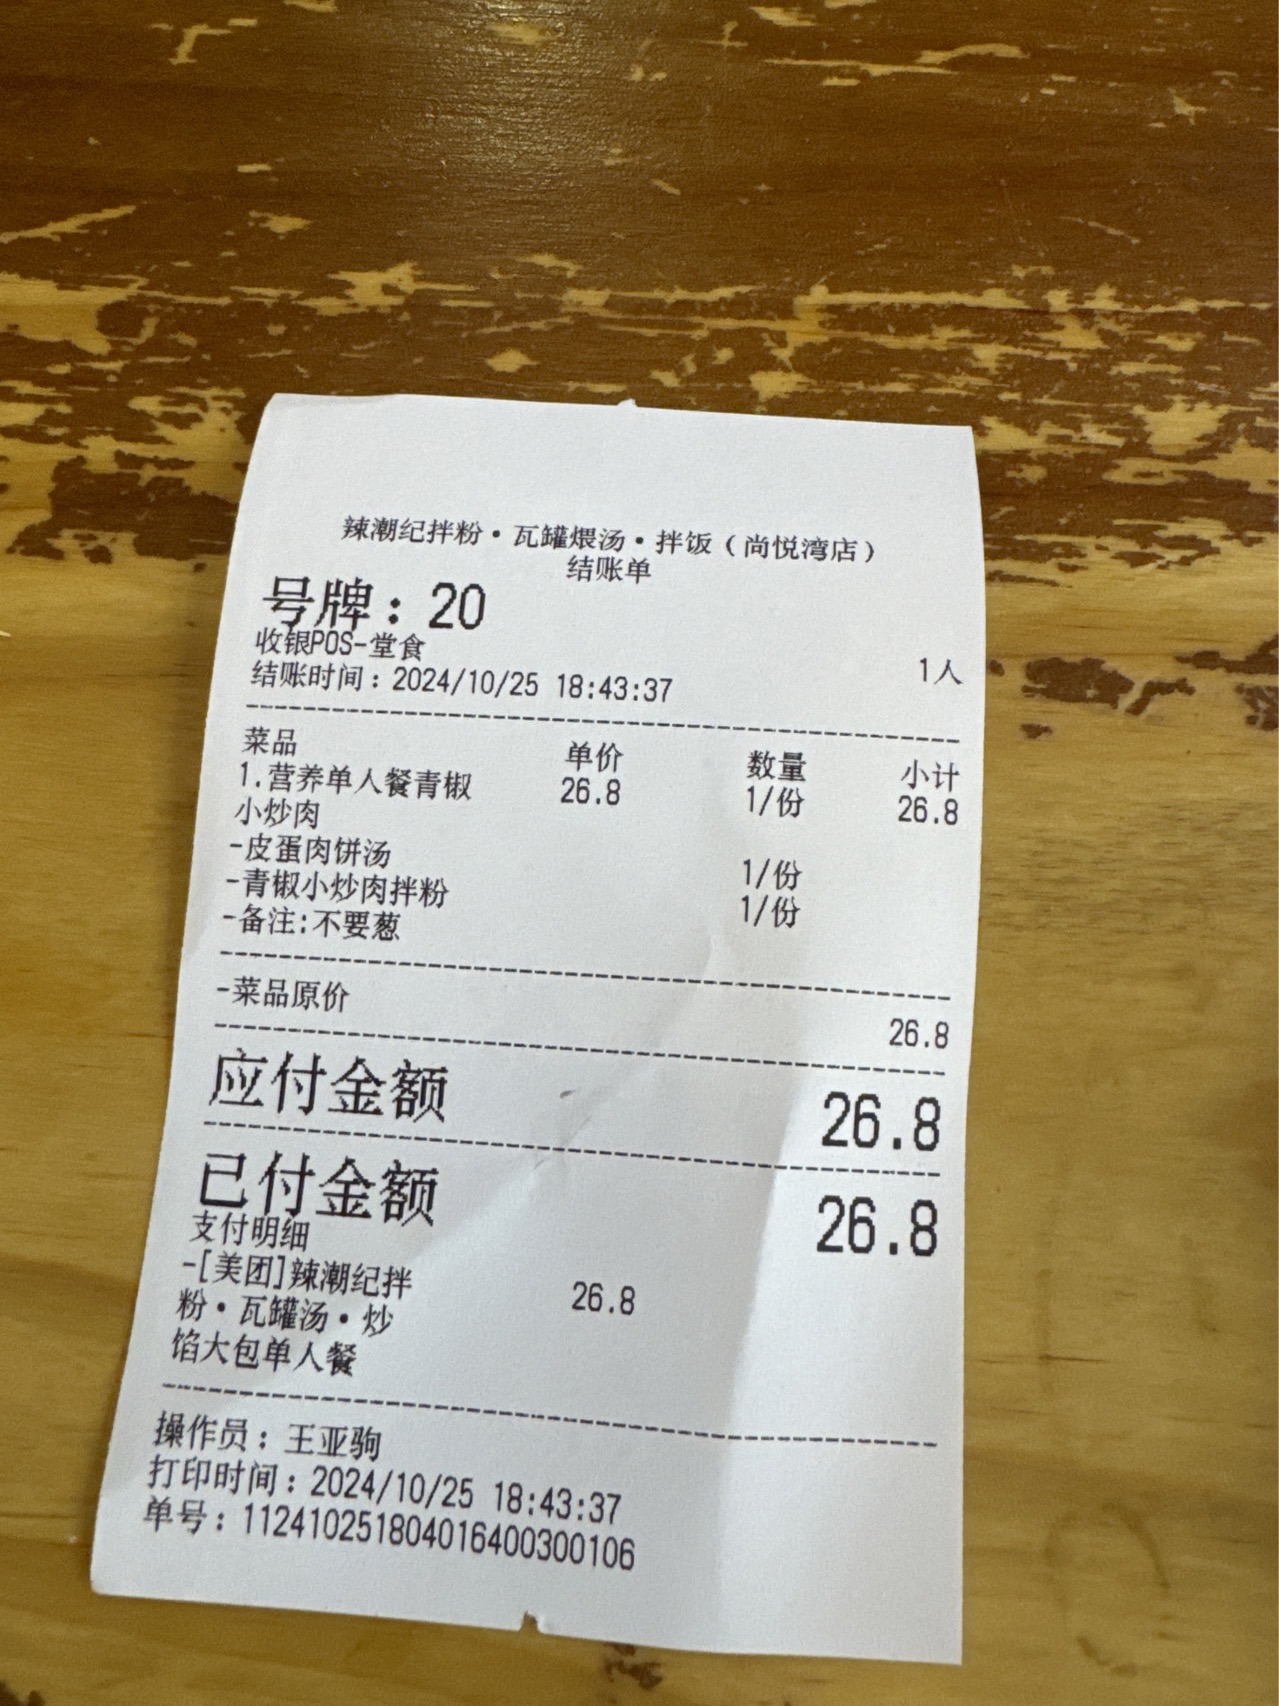 辣潮纪拌粉·瓦罐煨汤·拌饭（尚悦湾店）
结账单
号牌：20
收银POS-堂食 1人
结账时间：2024/10/25 18:43:37
菜品 单价 数量 小计
1.营养单人餐青椒 26.8 1/份 26.8
小炒肉
-皮蛋肉饼汤 1/份
-青椒小炒肉拌粉 1/份
-备注:不要葱
-菜品原价 26.8
应付金额 26.8
已付金额 26.8
支付明细
-[美团]辣潮纪拌 26.8
粉·瓦罐汤·炒
馅大包单人餐
操作员：王亚驹
打印时间：2024/10/25 18:43:37
单号：112410251804016400300106